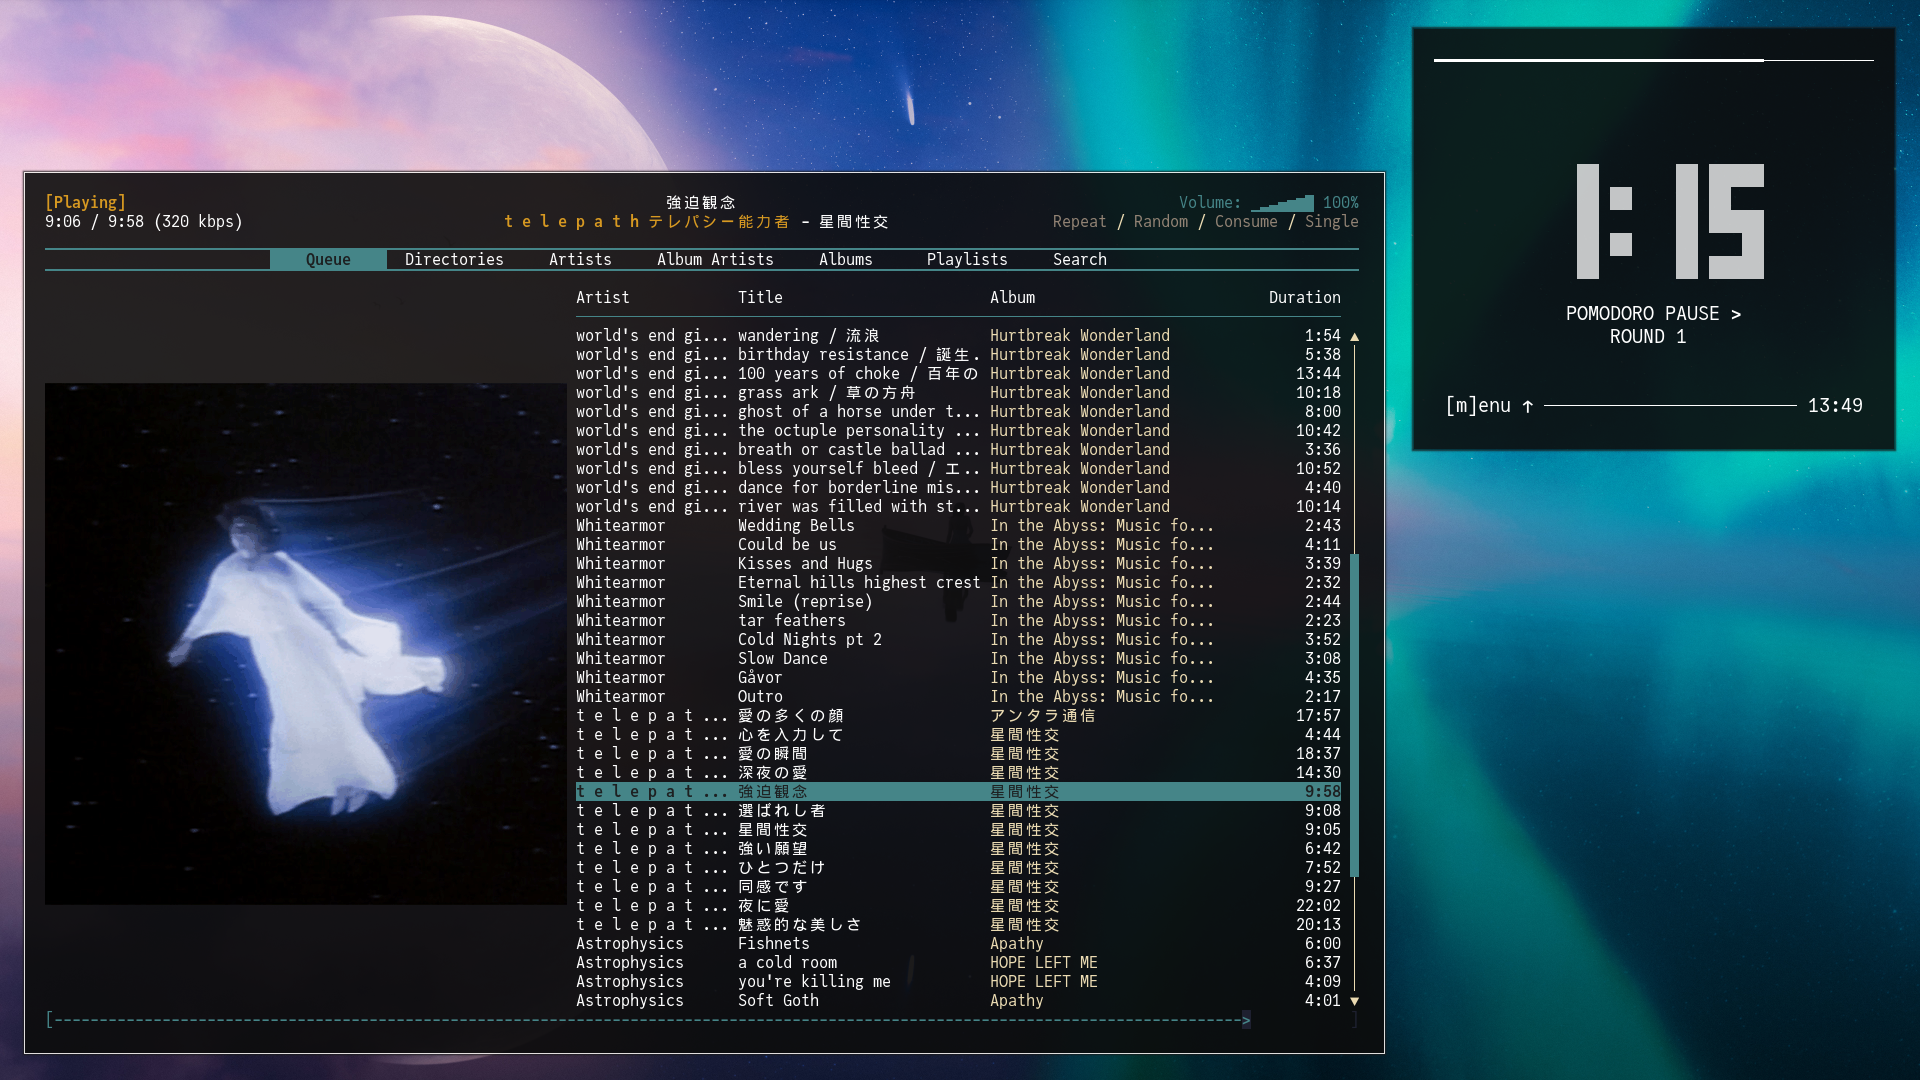 [Playing] 強迫観念 Volume: 100%
9:06 / 9:58 (320 kbps) t e l e p a t h テレパシー能力者 - 星間性交 Repeat / Random / Consume / Single
Queue Directories Artists Album Artists Albums Playlists Search
Artist Title Album Duration
world's end gi... wandering / 流浪 Hurtbreak Wonderland 1:54
world's end gi... birthday resistance / 誕生. Hurtbreak Wonderland 5:38
world's end gi... 100 years of choke / 百年の Hurtbreak Wonderland 13:44
world's end gi... grass ark / 草の方舟 Hurtbreak Wonderland 10:18
world's end gi... ghost of a horse under t... Hurtbreak Wonderland 8:00
world's end gi... the octuple personality ... Hurtbreak Wonderland 10:42
world's end gi... breath or castle ballad ... Hurtbreak Wonderland 3:36
world's end gi... bless yourself bleed / エ.. Hurtbreak Wonderland 10:52
world's end gi... dance for borderline mis... Hurtbreak Wonderland 4:40
world's end gi... river was filled with st... Hurtbreak Wonderland 10:14
Whitearmor Wedding Bells In the Abyss: Music fo... 2:43
Whitearmor Could be us In the Abyss: Music fo... 4:11
Whitearmor Kisses and Hugs In the Abyss: Music fo... 3:39
Whitearmor Eternal hills highest crest In the Abyss: Music fo... 2:32
Whitearmor Smile (reprise) In the Abyss: Music fo... 2:44
Whitearmor tar feathers In the Abyss: Music fo... 2:23
Whitearmor Cold Nights pt 2 In the Abyss: Music fo... 3:52
Whitearmor Slow Dance In the Abyss: Music fo... 3:08
Whitearmor Gåvor In the Abyss: Music fo... 4:35
Whitearmor Outro In the Abyss: Music fo... 2:17
t e l e p a t ... 愛の多くの顔 アンタラ通信 17:57
t e l e p a t ... 心を入力して 星間性交 4:44
t e l e p a t ... 愛の瞬間 星間性交 18:37
t e l e p a t ... 深夜の愛 星間性交 14:30
t e l e p a t ... 強迫観念 星間性交 9:58
t e l e p a t ... 選ばれし者 星間性交 9:08
t e l e p a t ... 星間性交 星間性交 9:05
t e l e p a t ... 強い願望 星間性交 6:42
t e l e p a t ... ひとつだけ 星間性交 7:52
t e l e p a t ... 同感です 星間性交 9:27
t e l e p a t ... 夜に愛 星間性交 22:02
t e l e p a t ... 魅惑的な美しさ 星間性交 20:13
Astrophysics Fishnets Apathy 6:00
Astrophysics a cold room HOPE LEFT ME 6:37
Astrophysics you're killing me HOPE LEFT ME 4:09
Astrophysics Soft Goth Apathy 4:01
1:15
POMODORO PAUSE >
ROUND 1
[m]enu ↑ 13:49